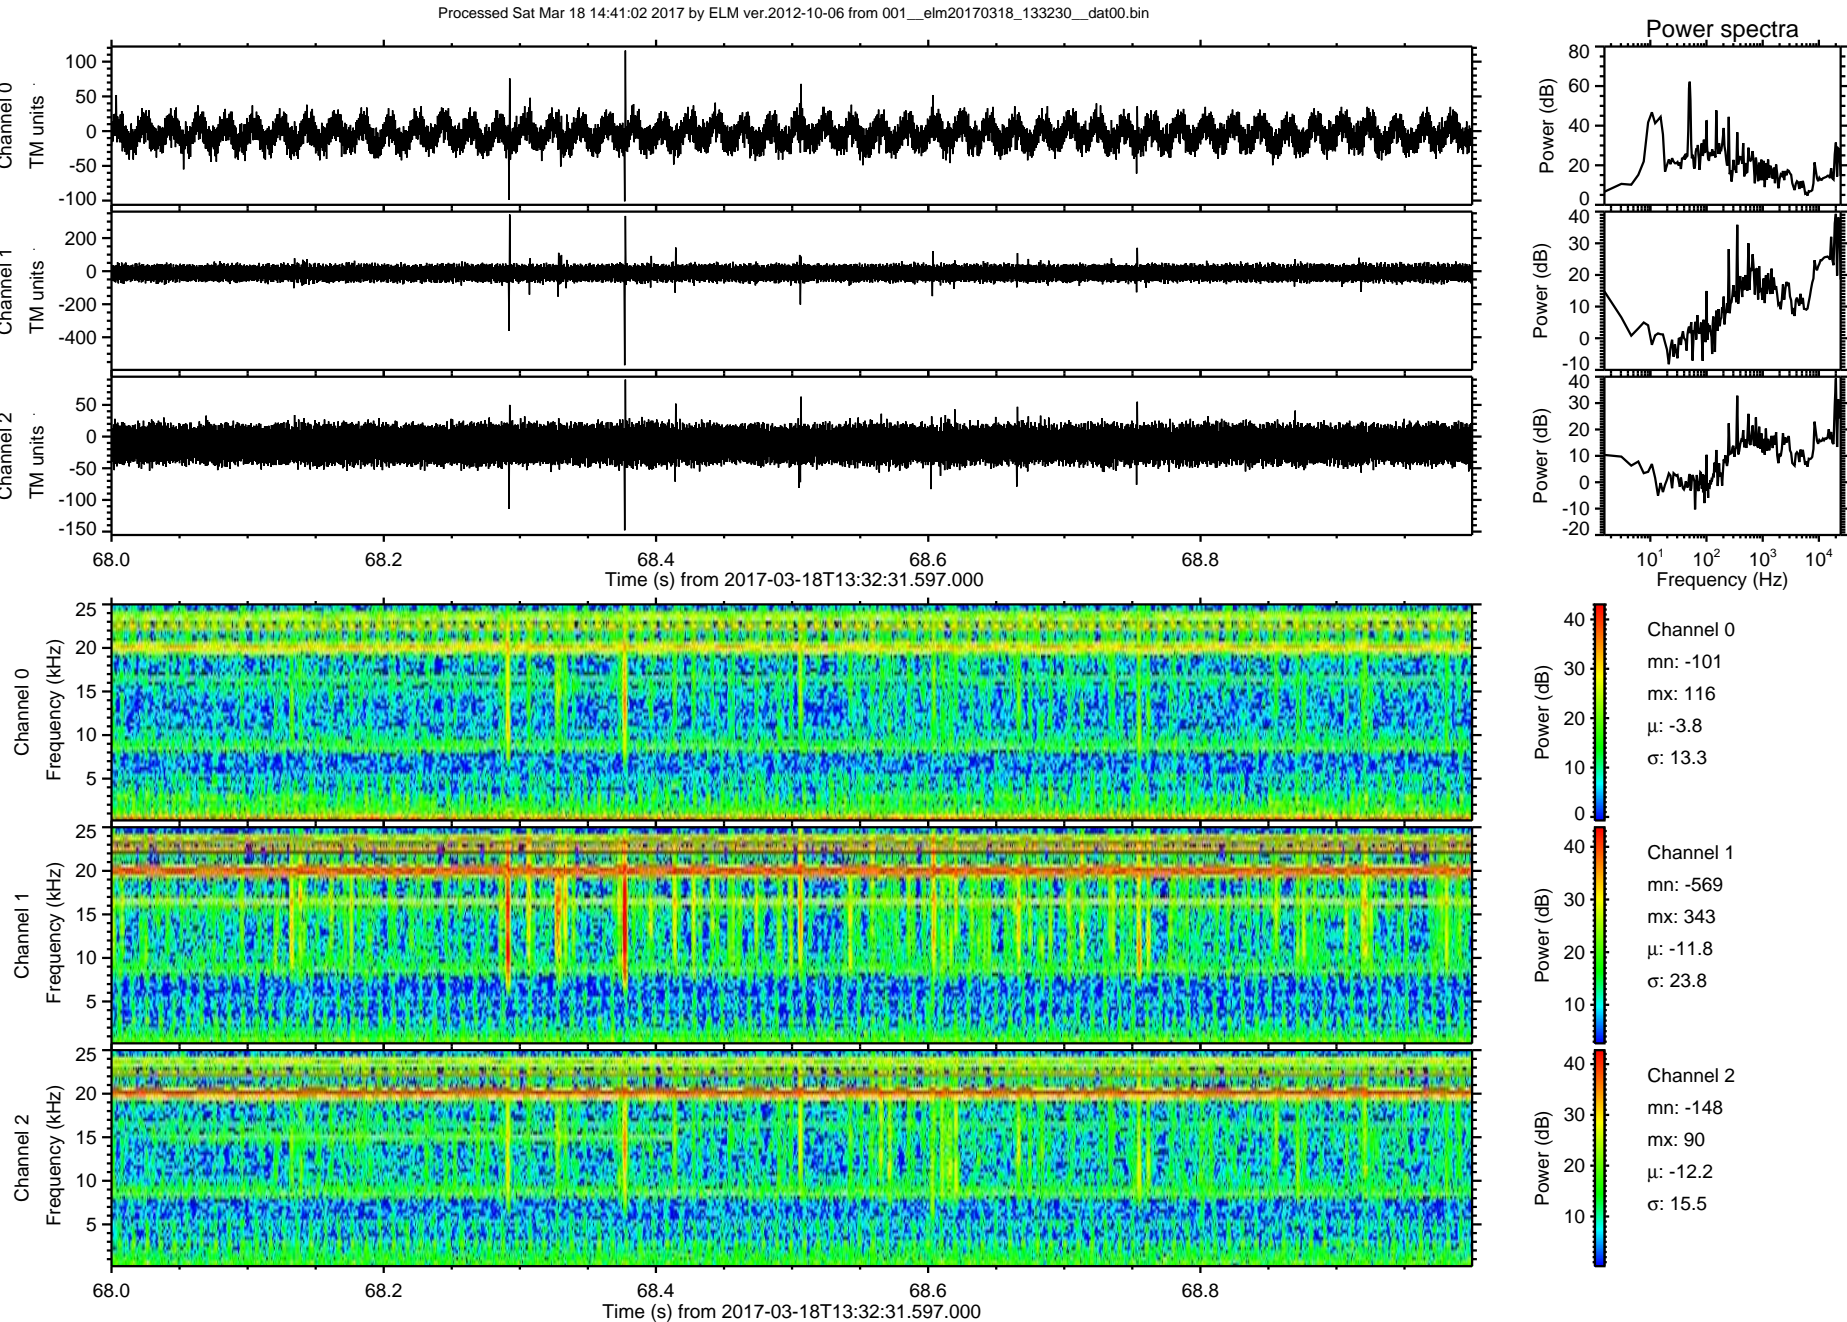 Processed Sat Mar 18 14:41:02 2017 by ELM ver.2012-10-06 from 001__elm20170318_133230__dat00.bin
Power spectra
Channel 0
TM units
100
50
0
-50
-100
Power (dB)
80
60
40
20
0
Channel 1
TM units
200
0
-200
-400
Power (dB)
40
30
20
10
0
-10
Channel 2
TM units
50
0
-50
-100
-150
Power (dB)
40
30
20
10
0
-10
-20
68.0 68.2 68.4 68.6 68.8
Time (s) from 2017-03-18T13:32:31.597.000
10^1 10^2 10^3 10^4
Frequency (Hz)
Channel 0
Frequency (kHz)
25
20
15
10
5
Power (dB)
40
30
20
10
0
Channel 0
mn: -101
mx: 116
μ: -3.8
σ: 13.3
Channel 1
Frequency (kHz)
25
20
15
10
5
Power (dB)
40
30
20
10
Channel 1
mn: -569
mx: 343
μ: -11.8
σ: 23.8
Channel 2
Frequency (kHz)
25
20
15
10
5
Power (dB)
40
30
20
10
Channel 2
mn: -148
mx: 90
μ: -12.2
σ: 15.5
68.0 68.2 68.4 68.6 68.8
Time (s) from 2017-03-18T13:32:31.597.000